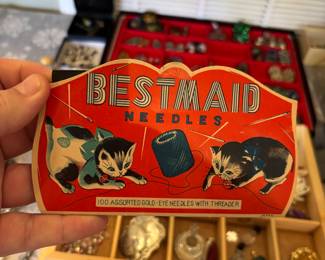 BESTMAID
NEEDLES
100 ASSORTED GOLD-EYE NEEDLES WITH THREADER